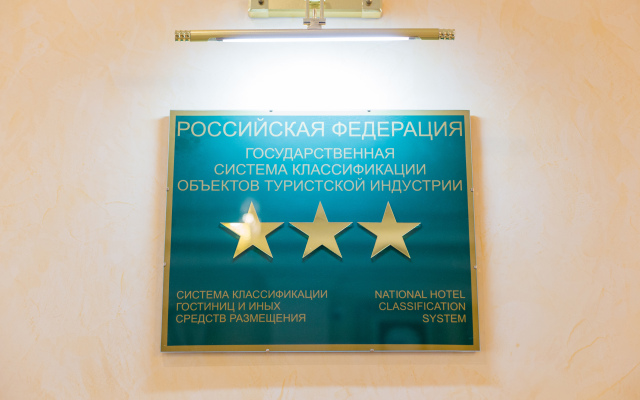 РОССИЙСКАЯ ФЕДЕРАЦИЯ
ГОСУДАРСТВЕННАЯ
СИСТЕМА КЛАССИФИКАЦИИ
ОБЪЕКТОВ ТУРИСТСКОЙ ИНДУСТРИИ
СИСТЕМА КЛАССИФИКАЦИИ
ГОСТИНИЦ И ИНЫХ
СРЕДСТВ РАЗМЕЩЕНИЯ
NATIONAL HOTEL
CLASSIFICATION
SYSTEM